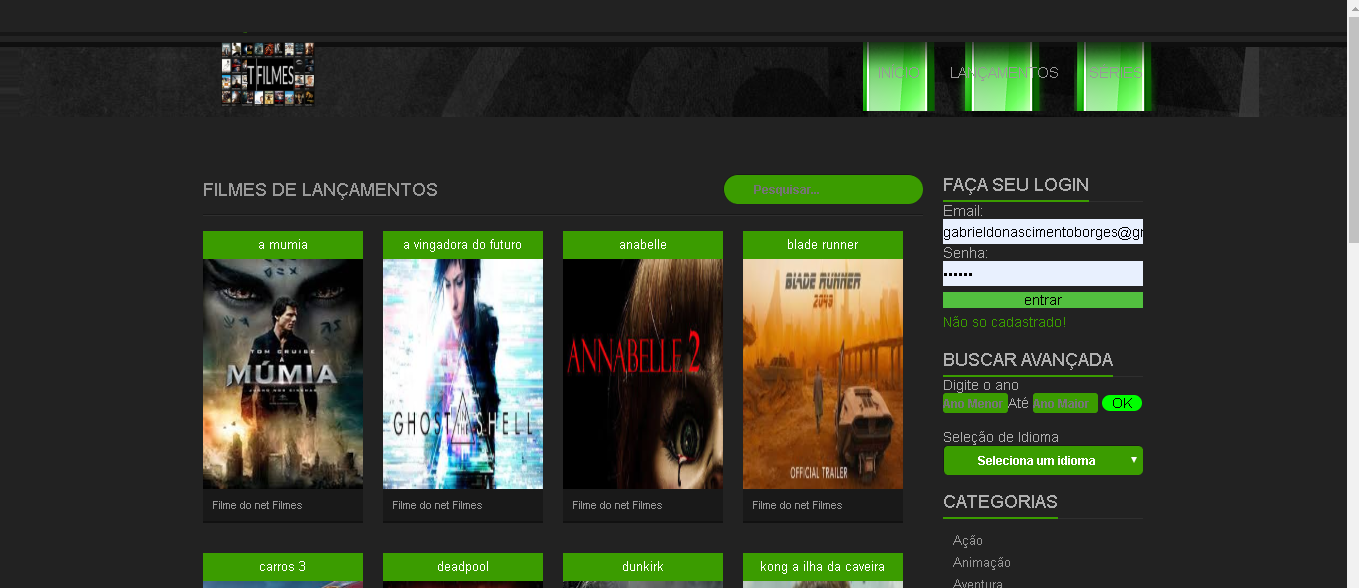 T FILMES
INICIO
LANÇAMENTOS
SERIES
FILMES DE LANÇAMENTOS
Pesquisar...
a mumia
a vingadora do futuro
anabelle
blade runner
TOM CRUISE
A
MÚMIA
GHOST IN THE SHELL
ANNABELLE 2
BLADE RUNNER
2049
OFFICIAL TRAILER
Filme do net Filmes
Filme do net Filmes
Filme do net Filmes
Filme do net Filmes
carros 3
deadpool
dunkirk
kong a ilha da caveira
FAÇA SEU LOGIN
Email:
gabrieldonascimentoborges@gr
Senha:
••••••
entrar
Não so cadastrado!
BUSCAR AVANÇADA
Digite o ano
Ano Menor Até Ano Maior OK
Seleção de Idioma
Seleciona um idioma
CATEGORIAS
Ação
Animação
Aventura